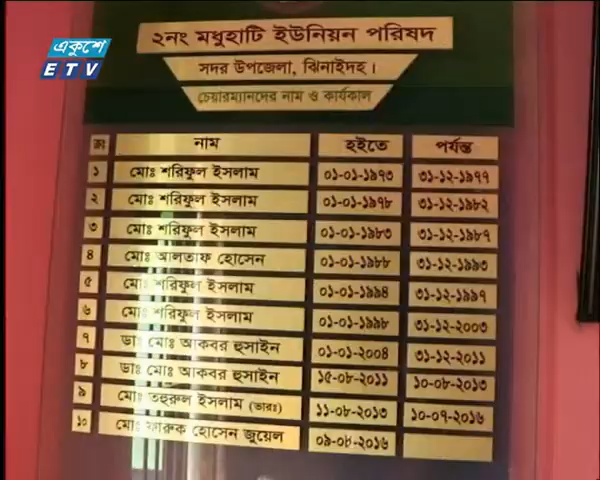 একুশে
ETV
২নং মধুহাটি ইউনিয়ন পরিষদ
সদর উপজেলা, ঝিনাইদহ।
চেয়ারম্যানদের নাম ও কার্যকাল
ক্রঃ নাম হইতে পর্যন্ত
১ মোঃ শরিফুল ইসলাম ০১-০১-১৯৭৩ ৩১-১২-১৯৭৭
২ মোঃ শরিফুল ইসলাম ০১-০১-১৯৭৮ ৩১-১২-১৯৮২
৩ মোঃ শরিফুল ইসলাম ০১-০১-১৯৮৩ ৩১-১২-১৯৮৭
৪ মোঃ আলতাফ হোসেন ০১-০১-১৯৮৮ ৩১-১২-১৯৯৩
৫ মোঃ শরিফুল ইসলাম ০১-০১-১৯৯৪ ৩১-১২-১৯৯৭
৬ মোঃ শরিফুল ইসলাম ০১-০১-১৯৯৮ ৩১-১২-২০০৩
৭ ডাঃ মোঃ আকবর হুসাইন ০১-০১-২০০৪ ৩১-১২-২০১১
৮ ডাঃ মোঃ আকবর হুসাইন ১৫-০৮-২০১১ ১০-০৮-২০১৩
৯ মোঃ তহুরুল ইসলাম (ভারঃ) ১১-০৮-২০১৩ ১০-০৭-২০১৬
১০ মোঃ ফারুক হোসেন জুয়েল ০৯-০৮-২০১৬